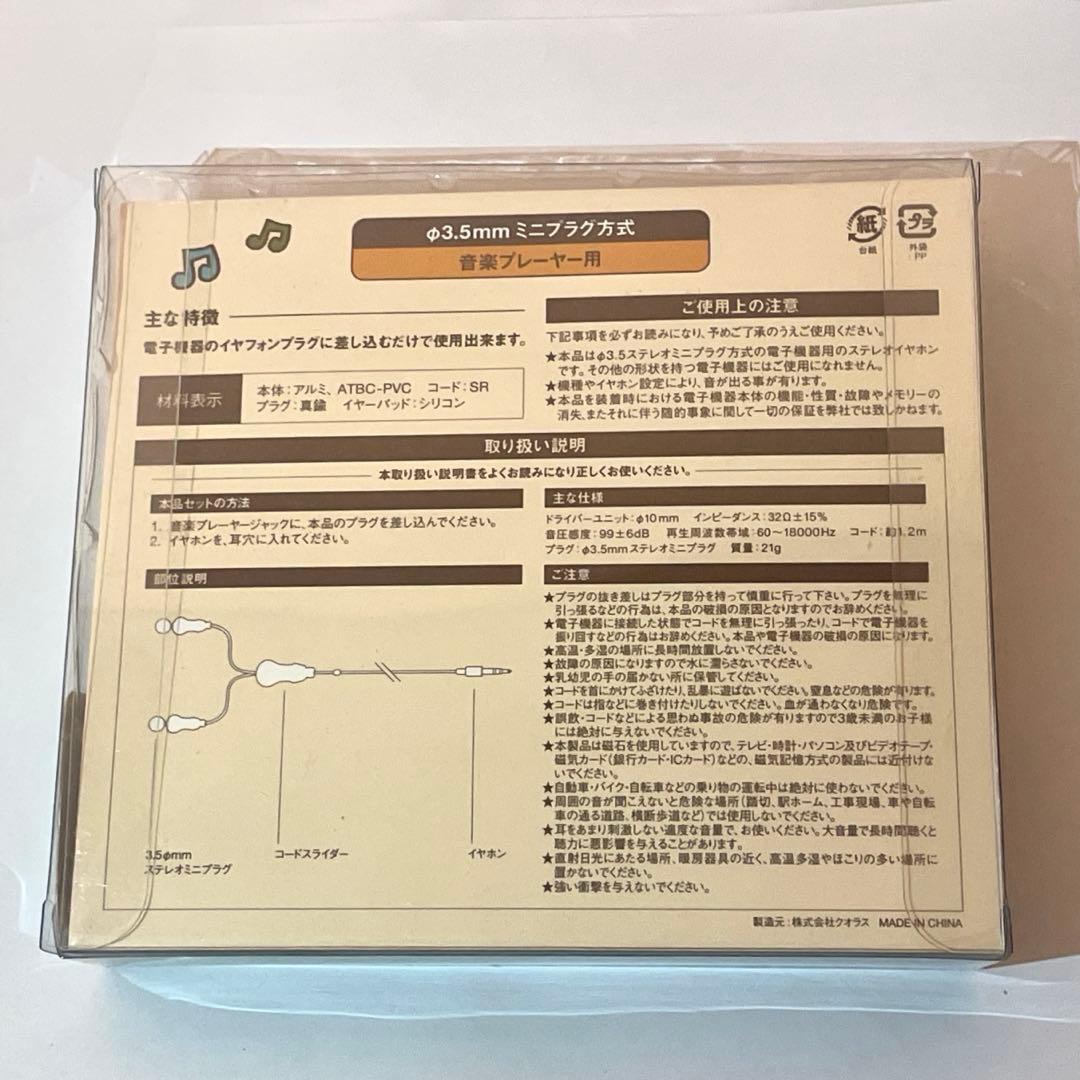 φ3.5mm ミニプラグ方式
音楽プレーヤー用
紙
台紙
プラ
外袋
PP
主な特徴
電子機器のイヤフォンプラグに差し込むだけで使用出来ます。
材料表示
本体：アルミ、ATBC-PVC コード：SR
プラグ：真鍮 イヤーパッド：シリコン
ご使用上の注意
下記事項を必ずお読みになり、予めご了承のうえご使用ください。
★本品はφ3.5ステレオミニプラグ方式の電子機器用のステレオイヤホン
です。その他の形状を持つ電子機器にはご使用になれません。
★機種やイヤホン設定により、音が出る事が有ります。
★本品を装着時における電子機器本体の機能・性質・故障やメモリーの
消失、またそれに伴う随的事象に関して一切の保証を弊社では致しかねます。
取り扱い説明
本取り扱い説明書をよくお読みになり正しくお使いください。
本品セットの方法
1. 音楽プレーヤージャックに、本品のプラグを差し込んでください。
2. イヤホンを、耳穴に入れてください。
部位説明
3.5φmm
ステレオミニプラグ
コードスライダー
イヤホン
主な仕様
ドライバーユニット：φ10mm インピーダンス：32Ω±15%
音圧感度：99±6dB 再生周波数帯域：60〜18000Hz コード：約1.2m
プラグ：φ3.5mmステレオミニプラグ 質量：21g
ご注意
★プラグの抜き差しはプラグ部分を持って慎重に行って下さい。プラグを無理に
引っ張るなどの行為は、本品の破損の原因となりますのでお辞めください。
★電子機器に接続した状態でコードを無理に引っ張ったり、コードで電子機器を
振り回すなどの行為はお辞めください。本品や電子機器の破損の原因になります。
★高温・多湿の場所に長時間放置しないでください。
★故障の原因になりますので水に濡らさないでください。
★乳幼児の手の届かない所に保管してください。
★コードを首にかけてふざけたり、乱暴に遊ばないでください。窒息などの危険が有ります。
★コードは指などに巻き付けたりしないでください。血が通わなくなり危険です。
★誤飲・コードなどによる思わぬ事故の危険が有りますので3歳未満のお子様
には絶対に与えないでください。
★本製品は磁石を使用していますので、テレビ・時計・パソコン及びビデオテープ・
磁気カード(銀行カード・ICカード)などの、磁気記憶方式の製品には近付けな
いでください。
★自動車・バイク・自転車などの乗り物の運転中は絶対に使わないでください。
★周囲の音が聞こえないと危険な場所(踏切、駅ホーム、工事現場、車や自転
車の通る道路、横断歩道など)では使用しないでください。
★耳をあまり刺激しない適度な音量で、お使いください。大音量で長時間聴くと
聴力に悪影響を与えることがあります。
★直射日光にあたる場所、暖房器具の近く、高温多湿やほこりの多い場所に
置かないでください。
★強い衝撃を与えないでください。
製造元：株式会社クオラス MADE IN CHINA